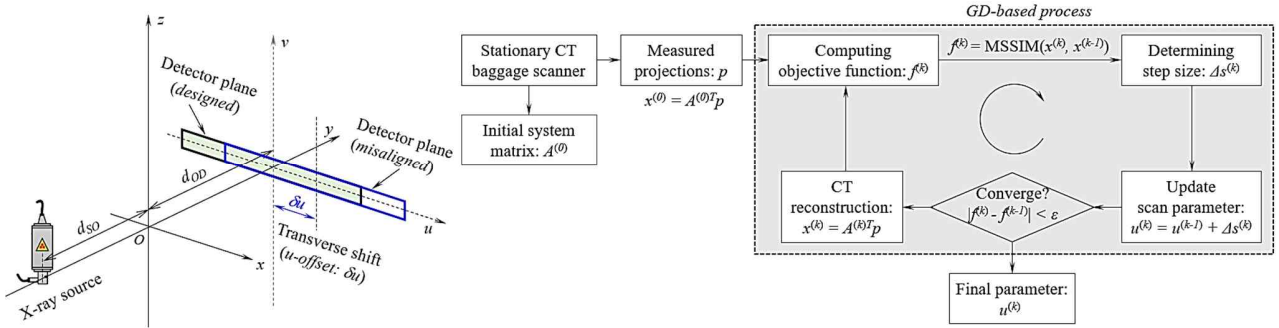 z
v
Detector plane
(designed)
y
Detector plane
(misaligned)
d_OD
δu
d_SO
O
u
x
Transverse shift
(u-offset: δu)
X-ray source
Stationary CT
baggage scanner
Measured
projections: p
x^(0) = A^(0)T p
Initial system
matrix: A^(0)
GD-based process
Computing
objective function: f^(k)
f^(k) = MSSIM(x^(k), x^(k-1))
Determining
step size: Δs^(k)
CT
reconstruction:
x^(k) = A^(k)T p
Converge?
|f^(k) - f^(k-1)| < ε
Update
scan parameter:
u^(k) = u^(k-1) + Δs^(k)
Final parameter:
u^(k)